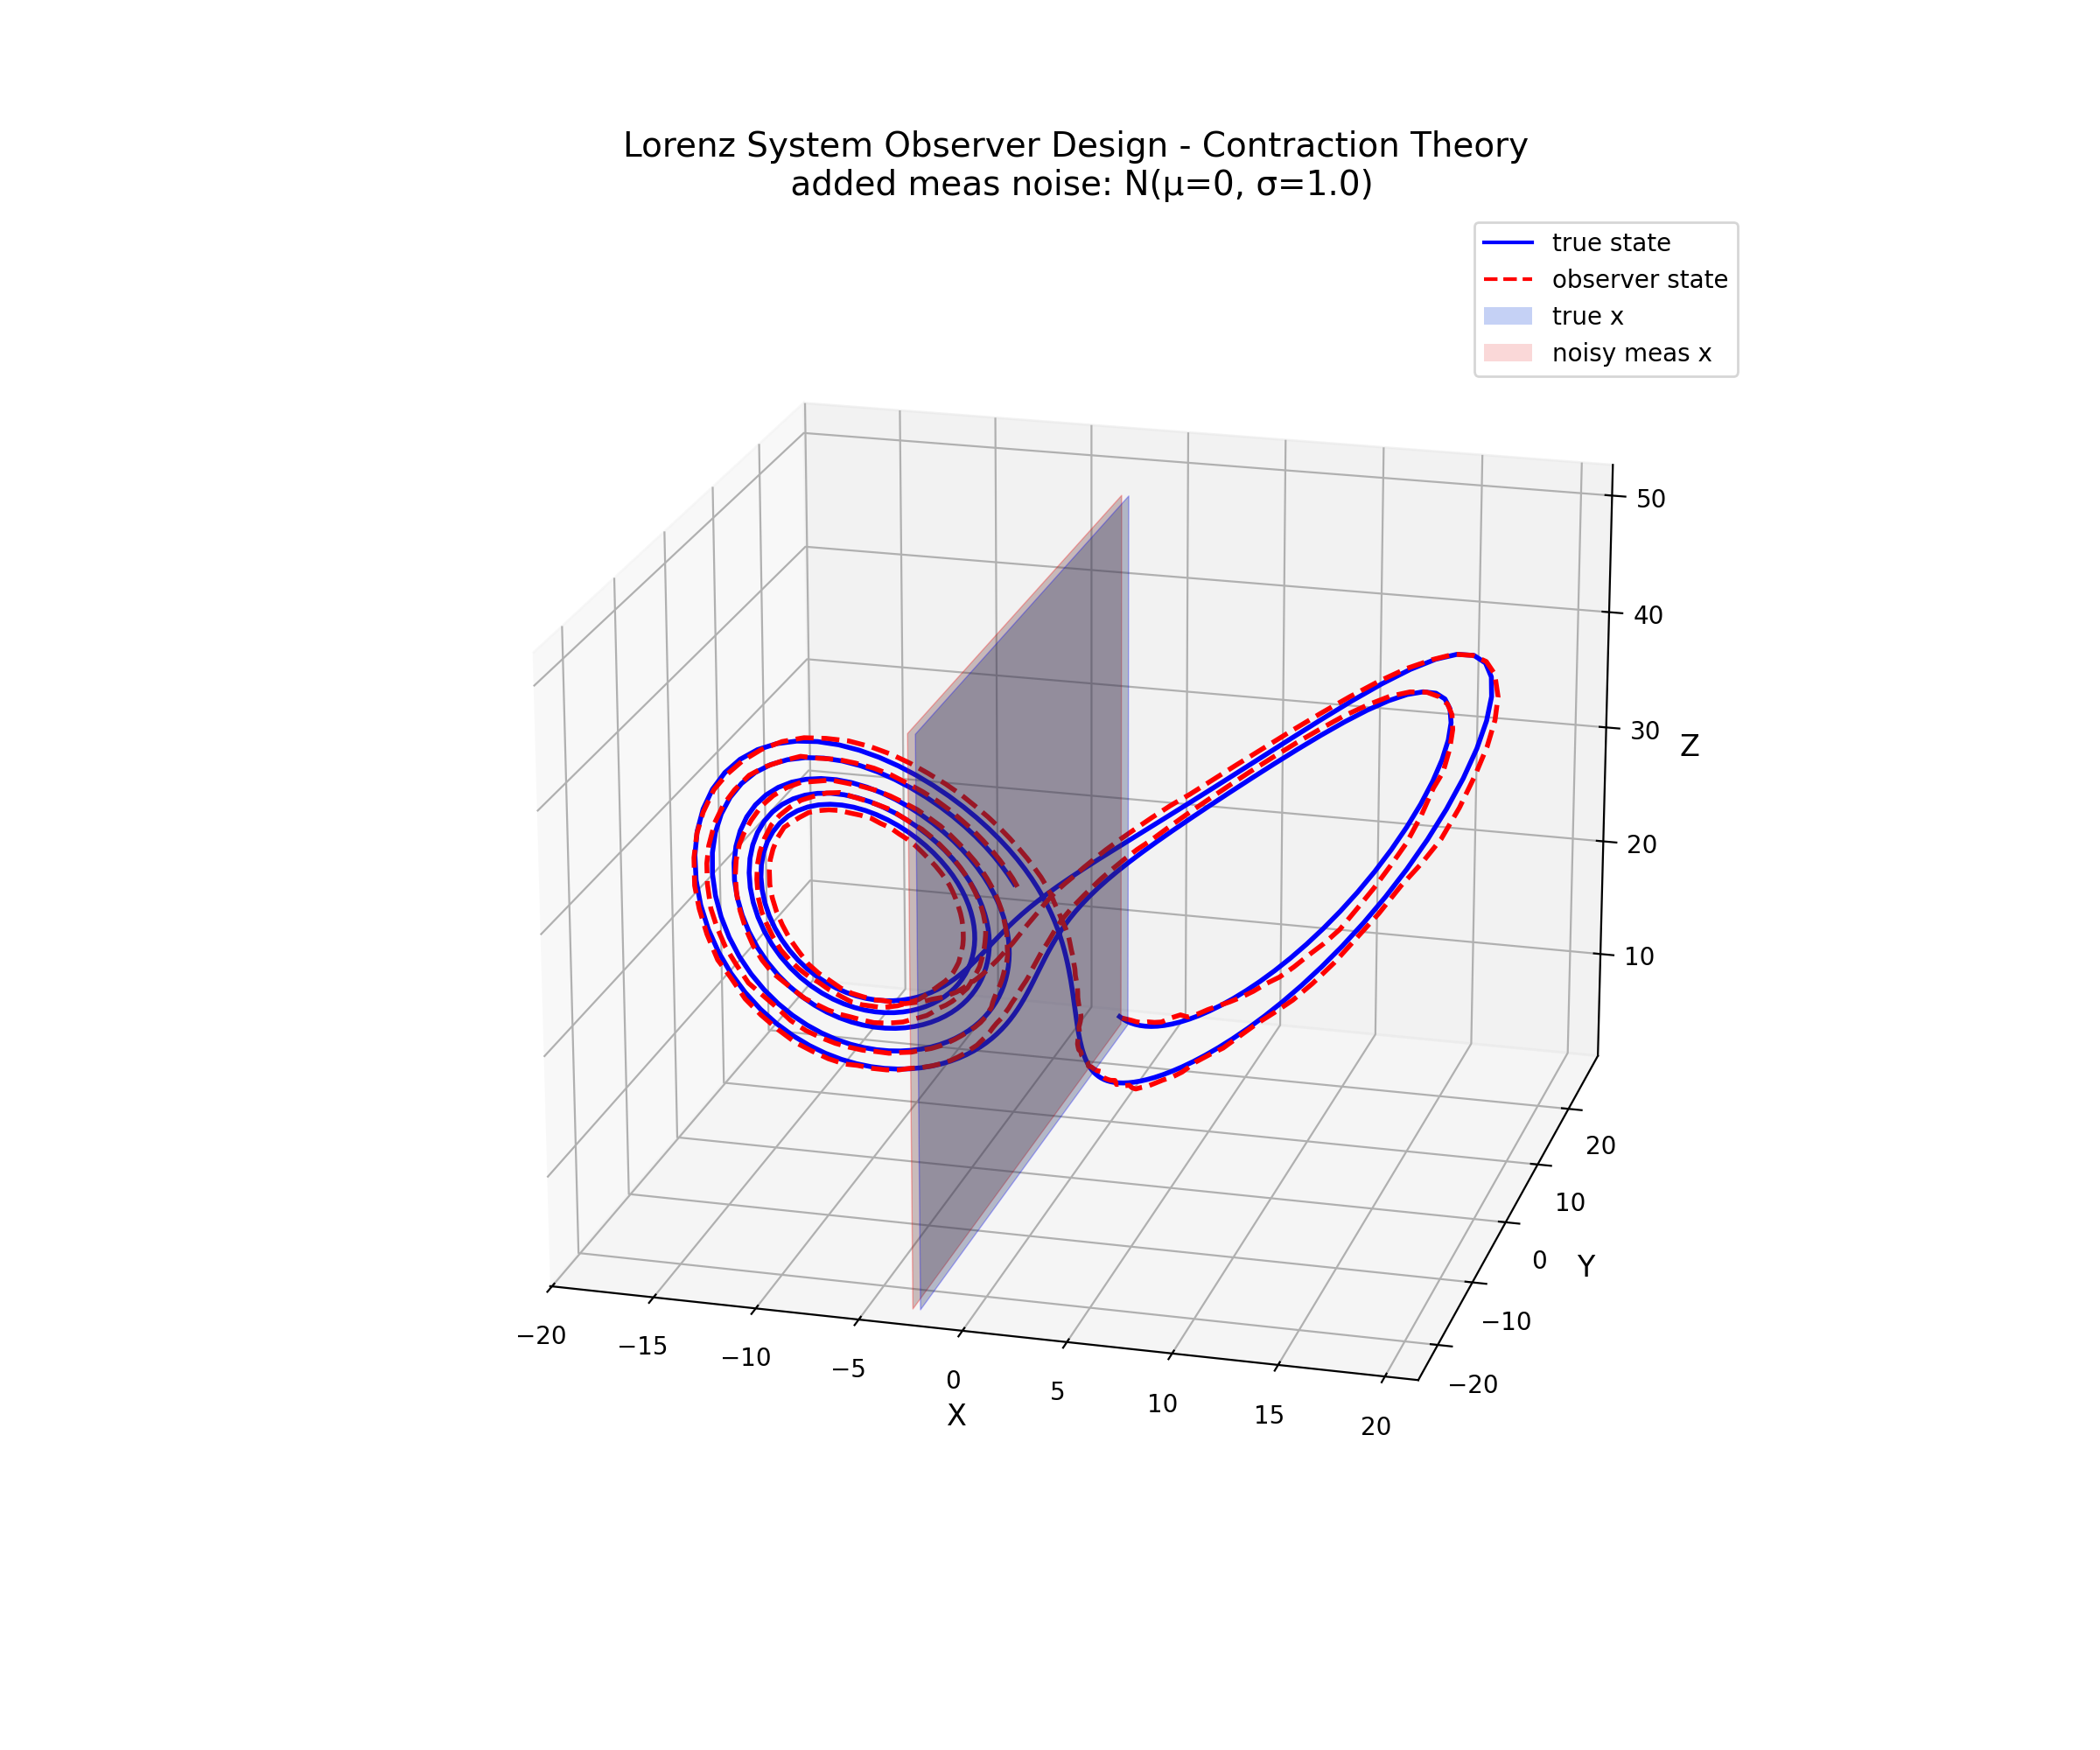 Lorenz System Observer Design - Contraction Theory
added meas noise: N(μ=0, σ=1.0)
true state
observer state
true x
noisy meas x
50
40
30
Z
20
10
20
10
0
Y
−10
−20
−20
−15
−10
−5
0
5
10
15
20
X